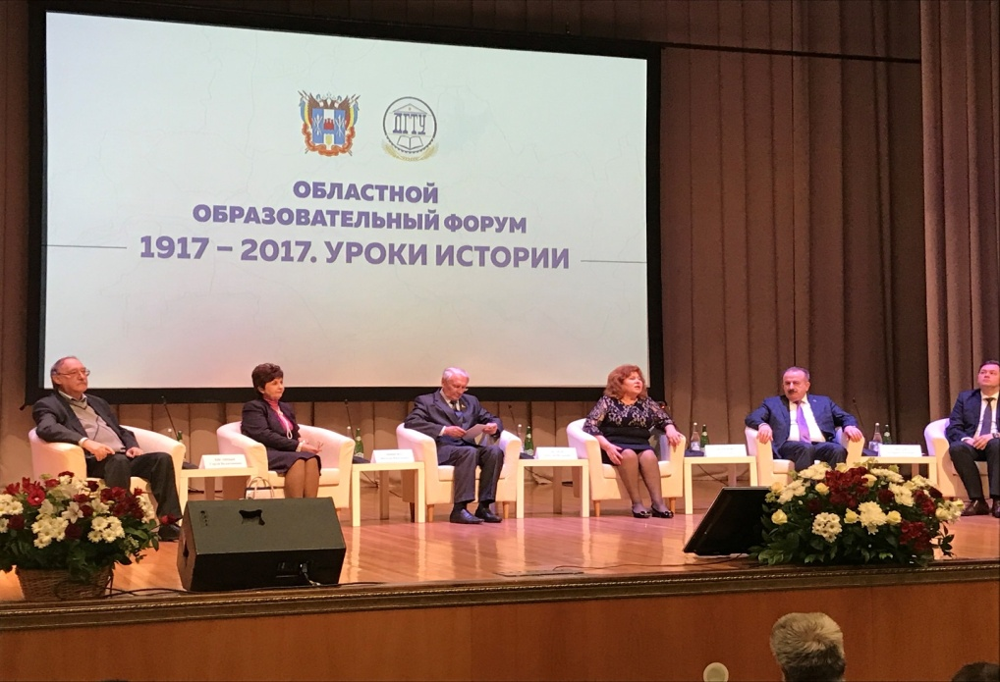 ДГТУ
ОБЛАСТНОЙ
ОБРАЗОВАТЕЛЬНЫЙ ФОРУМ
1917 – 2017. УРОКИ ИСТОРИИ